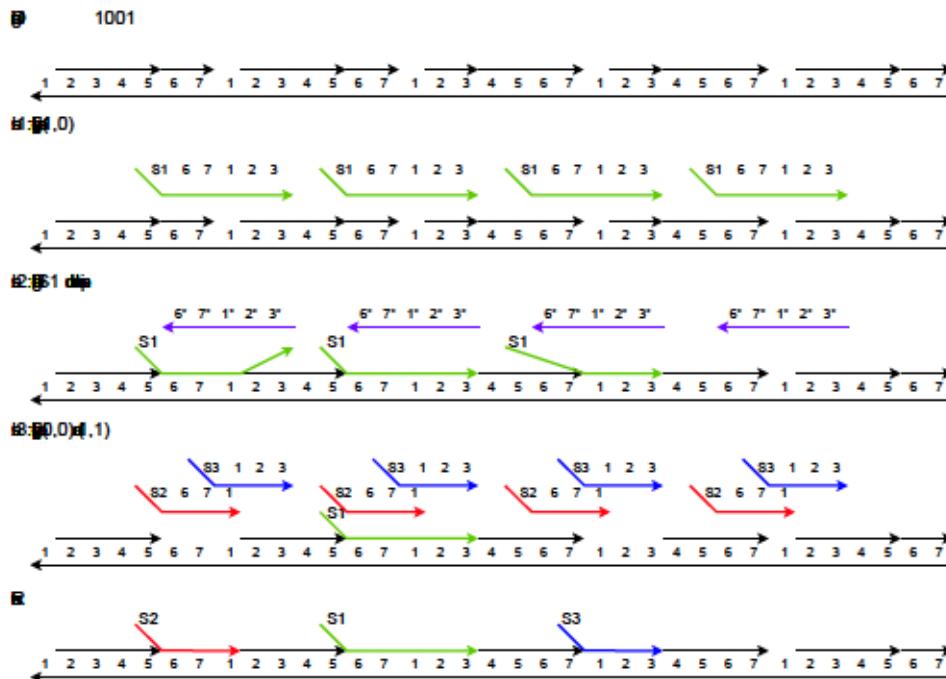 1001
1 2 3 4 5 6 7 1 2 3 4 5 6 7 1 2 3 4 5 6 7 1 2 3 4 5 6 7 1 2 3 4 5 6 7
1,0)
S1 6 7 1 2 3 S1 6 7 1 2 3 S1 6 7 1 2 3 S1 6 7 1 2 3
1 2 3 4 5 6 7 1 2 3 4 5 6 7 1 2 3 4 5 6 7 1 2 3 4 5 6 7 1 2 3 4 5 6 7
S1
6* 7* 1* 2* 3* 6* 7* 1* 2* 3* 6* 7* 1* 2* 3* 6* 7* 1* 2* 3*
S1 S1 S1
1 2 3 4 5 6 7 1 2 3 4 5 6 7 1 2 3 4 5 6 7 1 2 3 4 5 6 7 1 2 3 4 5 6 7
,0) 1,1)
S3 1 2 3 S3 1 2 3 S3 1 2 3 S3 1 2 3
S2 6 7 1 S2 6 7 1 S2 6 7 1 S2 6 7 1
S1
1 2 3 4 5 6 7 1 2 3 4 5 6 7 1 2 3 4 5 6 7 1 2 3 4 5 6 7 1 2 3 4 5 6 7
S2 S1 S3
1 2 3 4 5 6 7 1 2 3 4 5 6 7 1 2 3 4 5 6 7 1 2 3 4 5 6 7 1 2 3 4 5 6 7